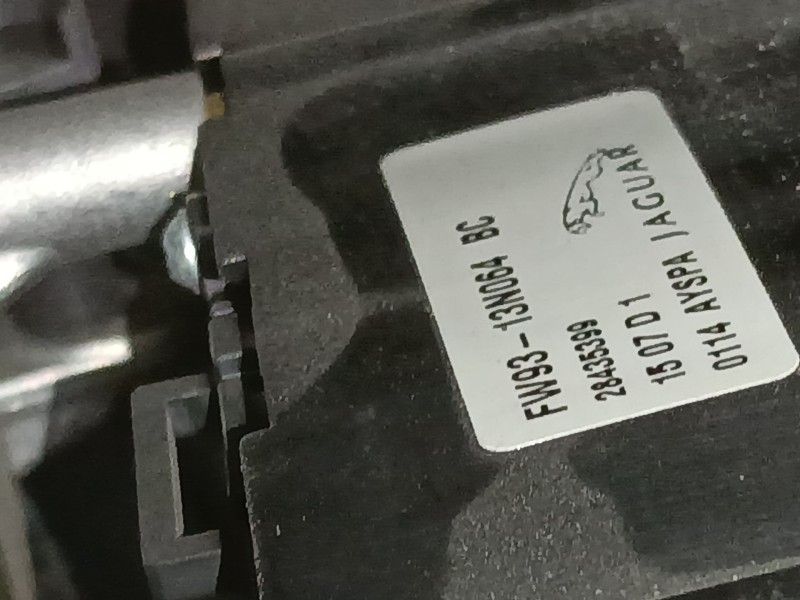 FW93-13N064 BC
28435399
15 07 D 1
0114 AYSPA JAGUAR